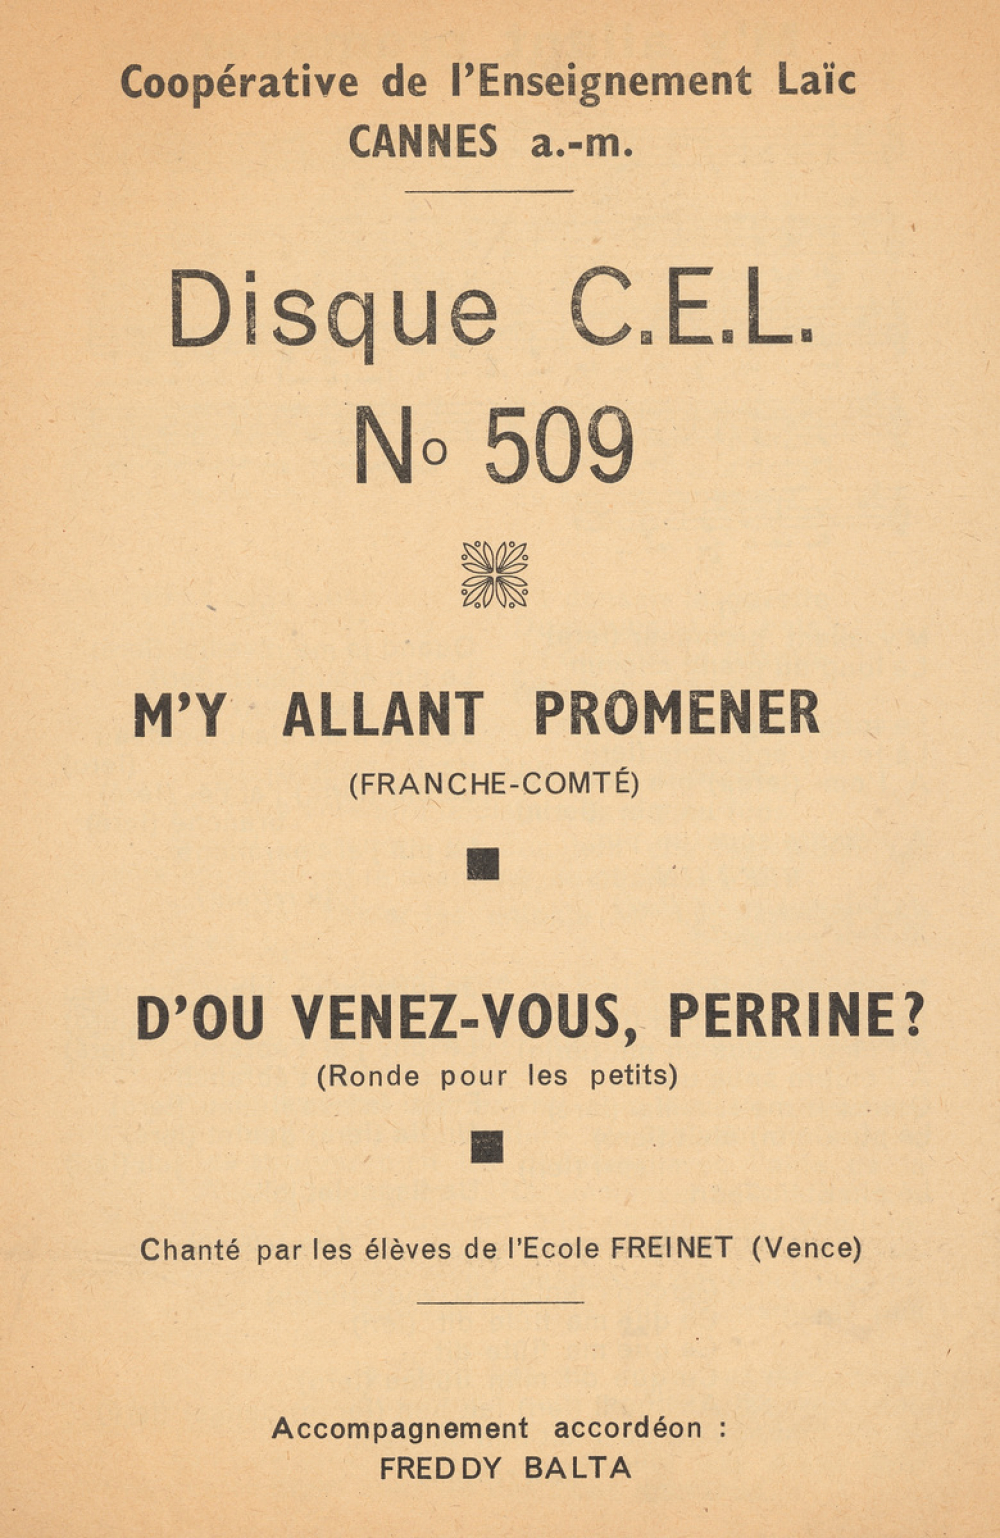 Coopérative de l'Enseignement Laïc
CANNES a.-m.
Disque C.E.L.
No 509
M'Y ALLANT PROMENER
(FRANCHE-COMTÉ)
D'OU VENEZ-VOUS, PERRINE?
(Ronde pour les petits)
Chanté par les élèves de l'Ecole FREINET (Vence)
Accompagnement accordéon :
FREDDY BALTA